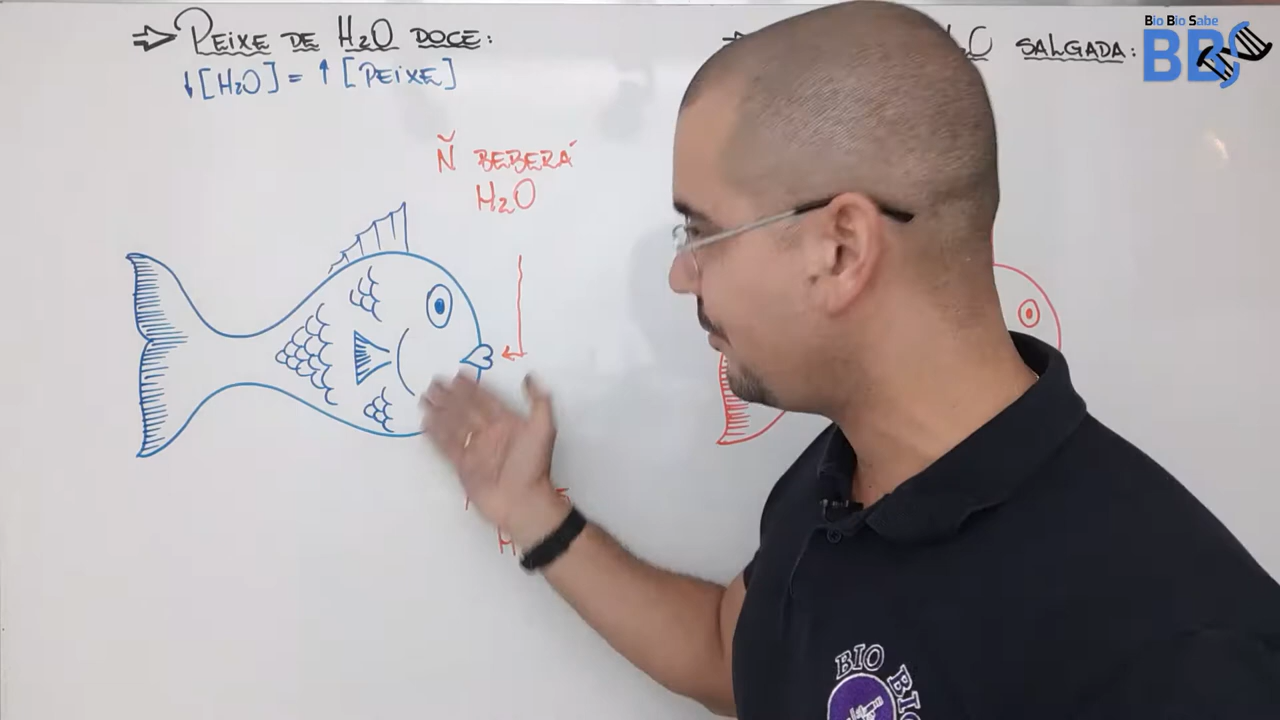 ⇒ PEIXE DE H₂O DOCE:
↓[H₂O] = ↑[PEIXE]
Ñ BEBERÁ
H₂O
SALGADA:
Bio Bio Sabe
BBS
BIO BIO